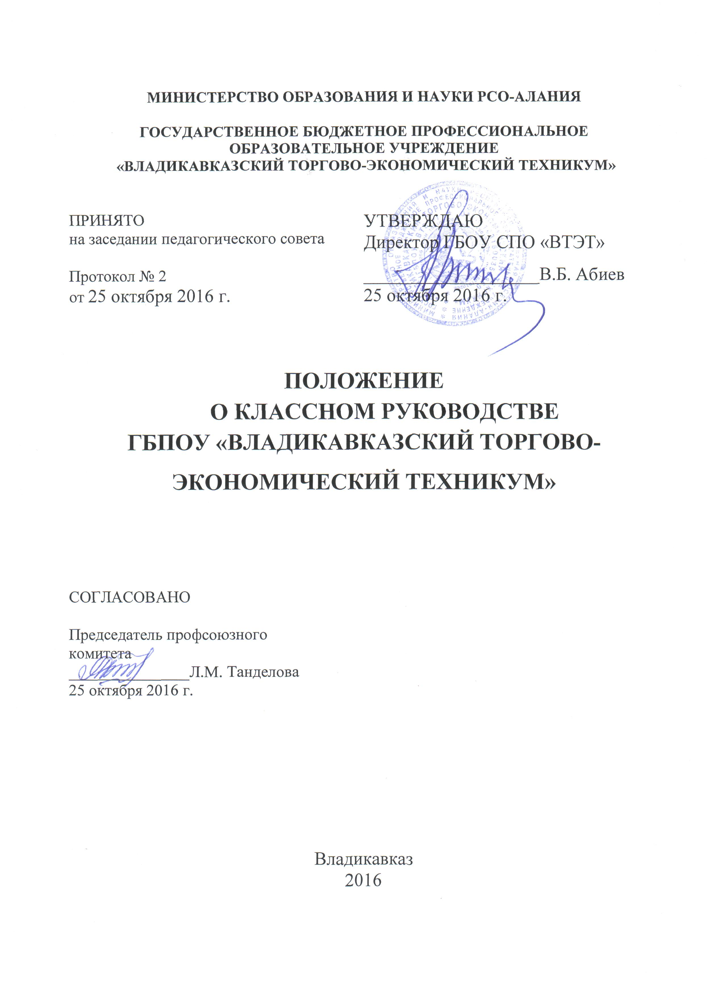 МИНИСТЕРСТВО ОБРАЗОВАНИЯ И НАУКИ РСО-АЛАНИЯ
ГОСУДАРСТВЕННОЕ БЮДЖЕТНОЕ ПРОФЕССИОНАЛЬНОЕ
ОБРАЗОВАТЕЛЬНОЕ УЧРЕЖДЕНИЕ
«ВЛАДИКАВКАЗСКИЙ ТОРГОВО-ЭКОНОМИЧЕСКИЙ ТЕХНИКУМ»
ПРИНЯТО
на заседании педагогического совета
Протокол № 2
от 25 октября 2016 г.
УТВЕРЖДАЮ
Директор ГБОУ СПО «ВТЭТ»
В.Б. Абиев
25 октября 2016 г.
ПОЛОЖЕНИЕ
О КЛАССНОМ РУКОВОДСТВЕ
ГБПОУ «ВЛАДИКАВКАЗСКИЙ ТОРГОВО-
ЭКОНОМИЧЕСКИЙ ТЕХНИКУМ»
СОГЛАСОВАНО
Председатель профсоюзного
комитета
Л.М. Танделова
25 октября 2016 г.
Владикавказ
2016